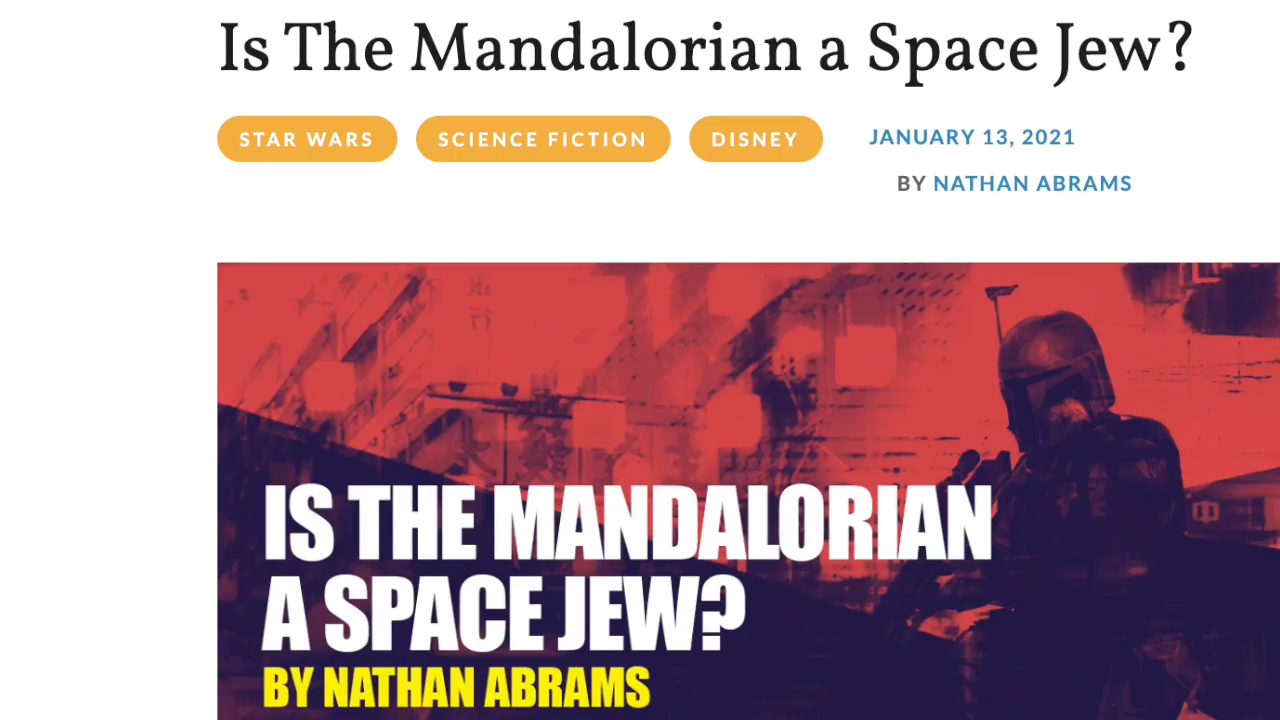 Is The Mandalorian a Space Jew?
STAR WARS
SCIENCE FICTION
DISNEY
JANUARY 13, 2021
BY NATHAN ABRAMS
IS THE MANDALORIAN
A SPACE JEW?
BY NATHAN ABRAMS